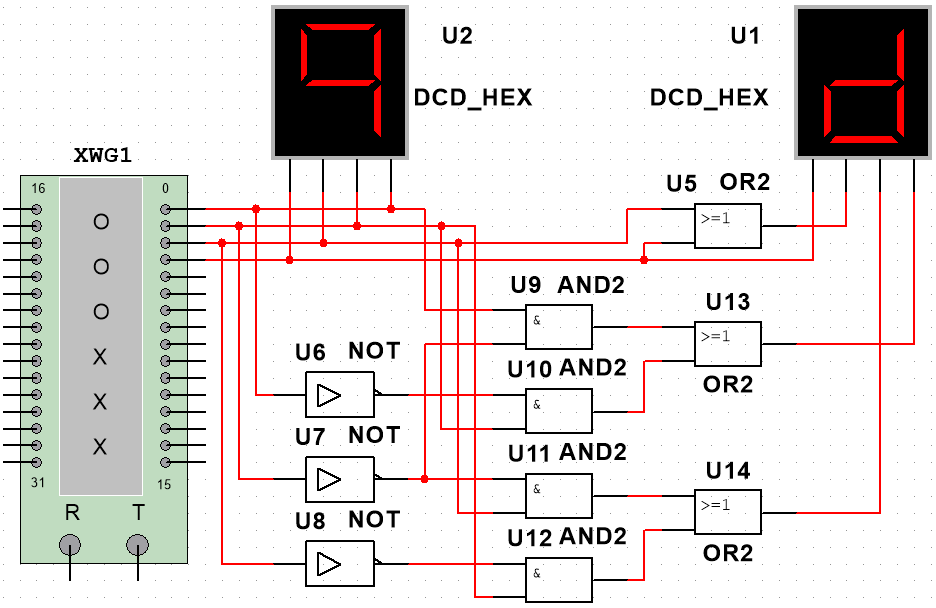 U2
U1
DCD_HEX
DCD_HEX
9
d
XWG1
16
0
O
O
O
X
X
X
31
15
R
T
U5 OR2
>=1
U9 AND2
&
U13
>=1
OR2
U6 NOT
U10 AND2
&
U7 NOT
U11 AND2
&
U14
>=1
OR2
U8 NOT
U12 AND2
&